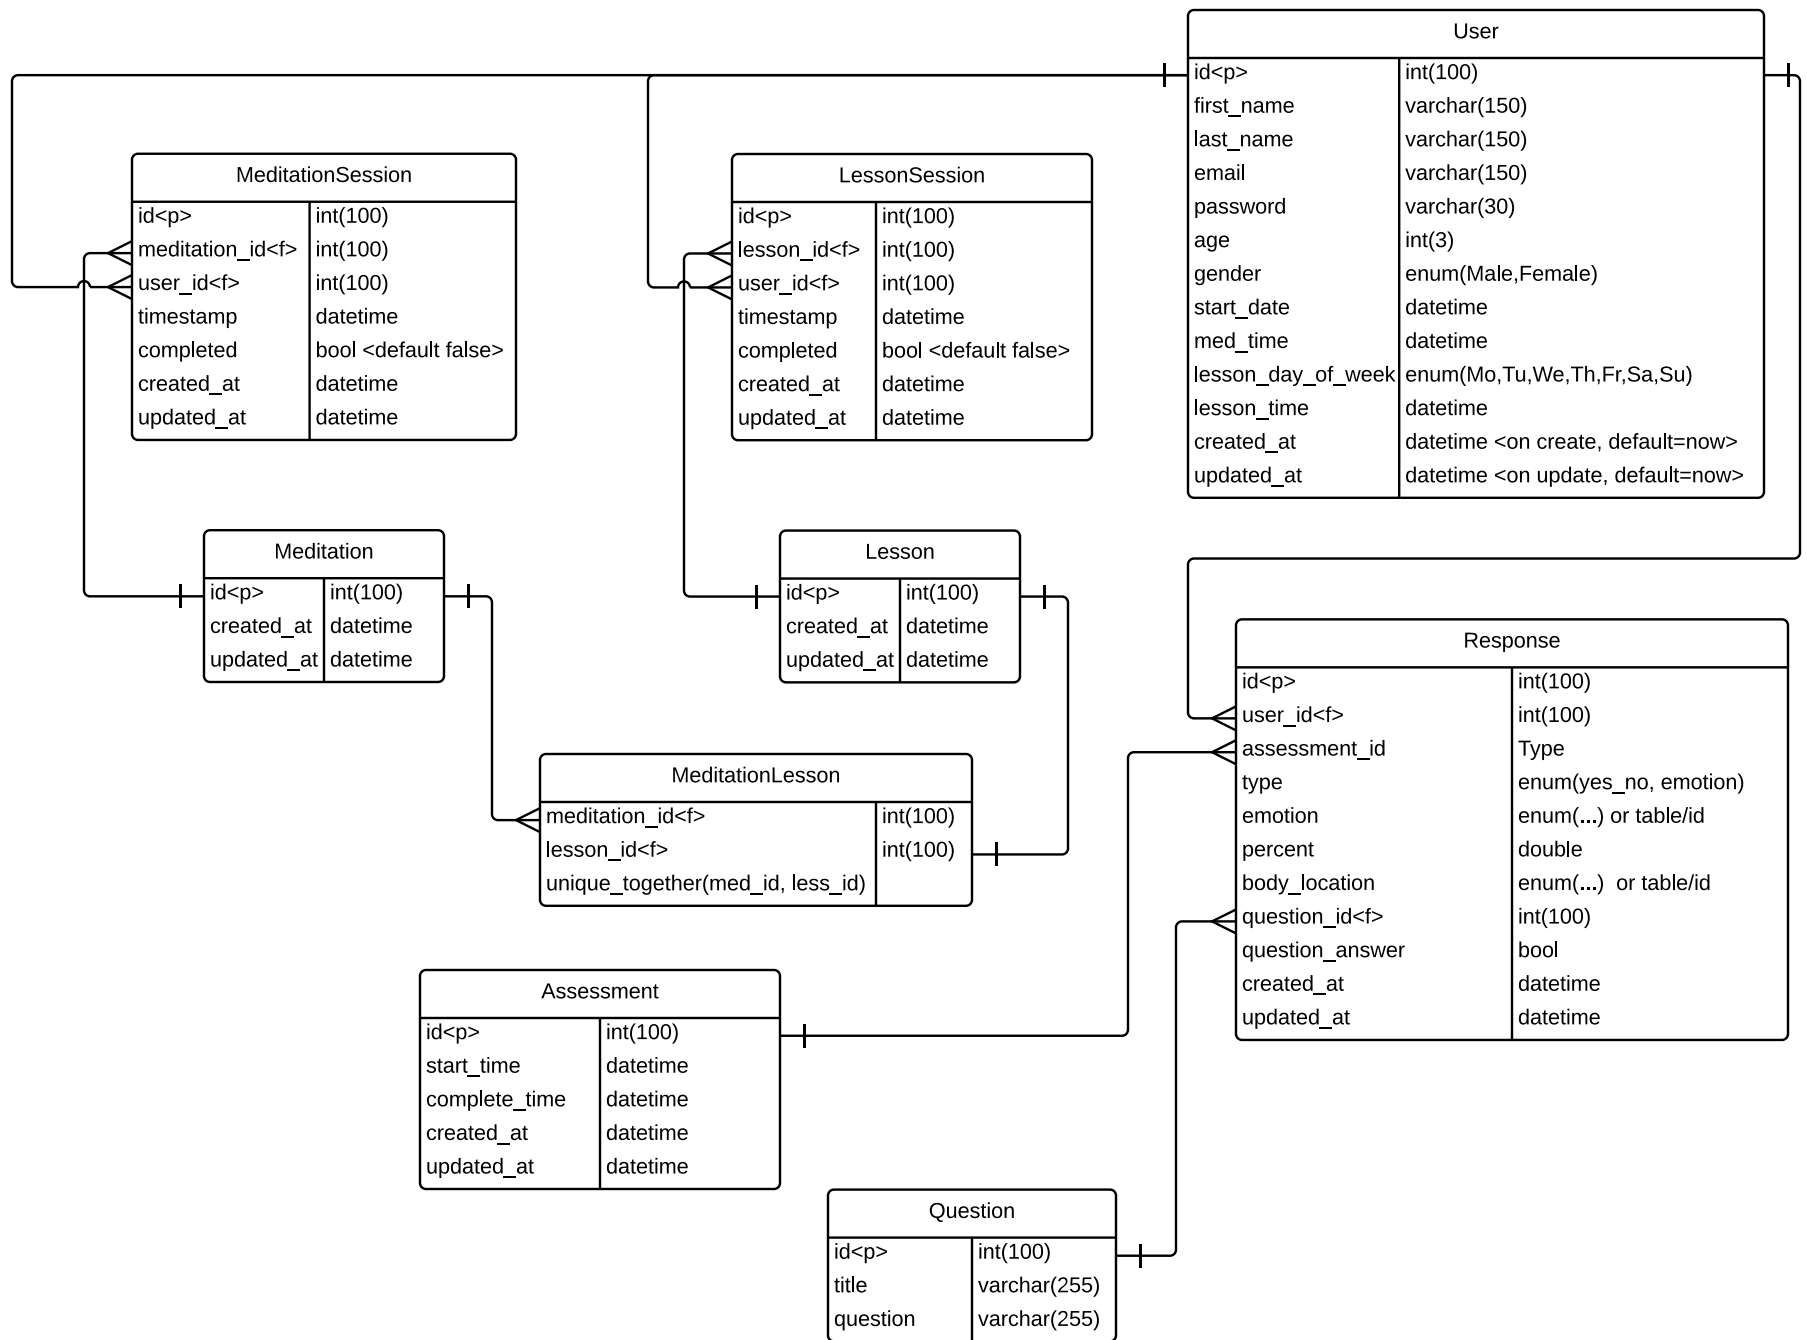 User
id<p> int(100)
first_name varchar(150)
last_name varchar(150)
email varchar(150)
password varchar(30)
age int(3)
gender enum(Male,Female)
start_date datetime
med_time datetime
lesson_day_of_week enum(Mo,Tu,We,Th,Fr,Sa,Su)
lesson_time datetime
created_at datetime <on create, default=now>
updated_at datetime <on update, default=now>
MeditationSession
id<p> int(100)
meditation_id<f> int(100)
user_id<f> int(100)
timestamp datetime
completed bool <default false>
created_at datetime
updated_at datetime
LessonSession
id<p> int(100)
lesson_id<f> int(100)
user_id<f> int(100)
timestamp datetime
completed bool <default false>
created_at datetime
updated_at datetime
Meditation
id<p> int(100)
created_at datetime
updated_at datetime
Lesson
id<p> int(100)
created_at datetime
updated_at datetime
Response
id<p> int(100)
user_id<f> int(100)
assessment_id Type
type enum(yes_no, emotion)
emotion enum(...) or table/id
percent double
body_location enum(...)  or table/id
question_id<f> int(100)
question_answer bool
created_at datetime
updated_at datetime
MeditationLesson
meditation_id<f> int(100)
lesson_id<f> int(100)
unique_together(med_id, less_id)
Assessment
id<p> int(100)
start_time datetime
complete_time datetime
created_at datetime
updated_at datetime
Question
id<p> int(100)
title varchar(255)
question varchar(255)